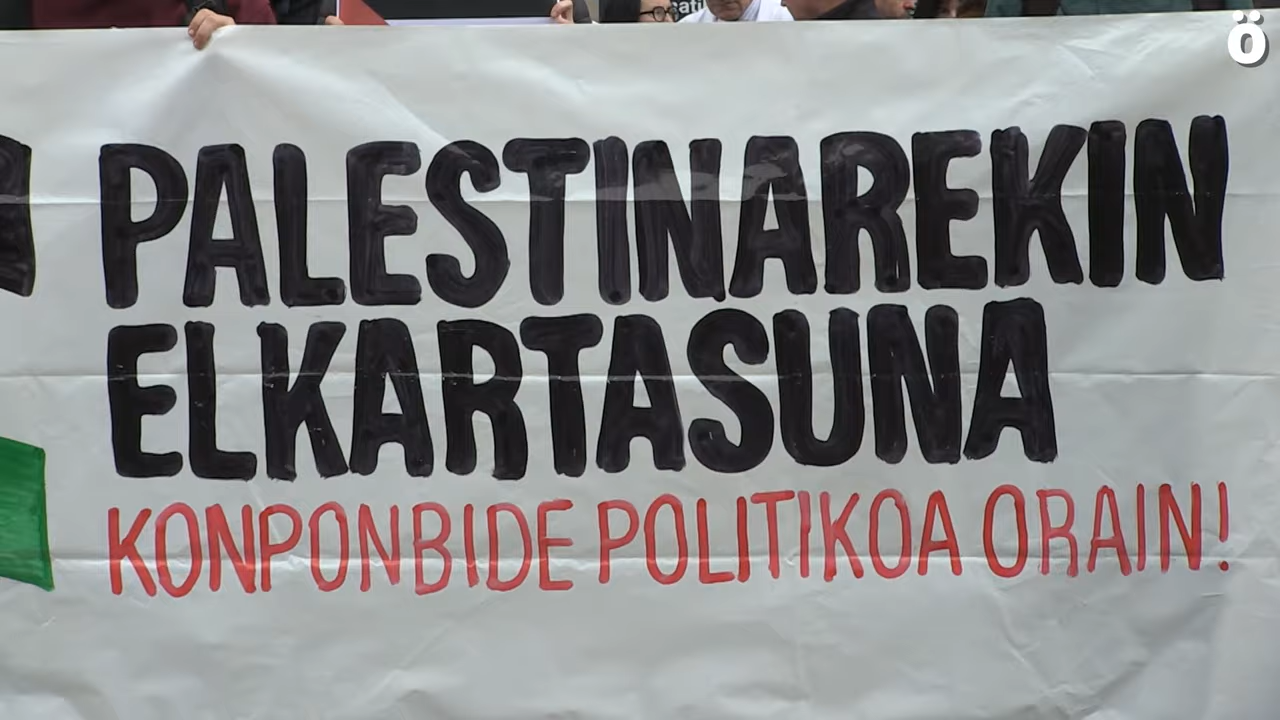 ö
PALESTINAREKIN
ELKARTASUNA
KONPONBIDE POLITIKOA ORAIN!